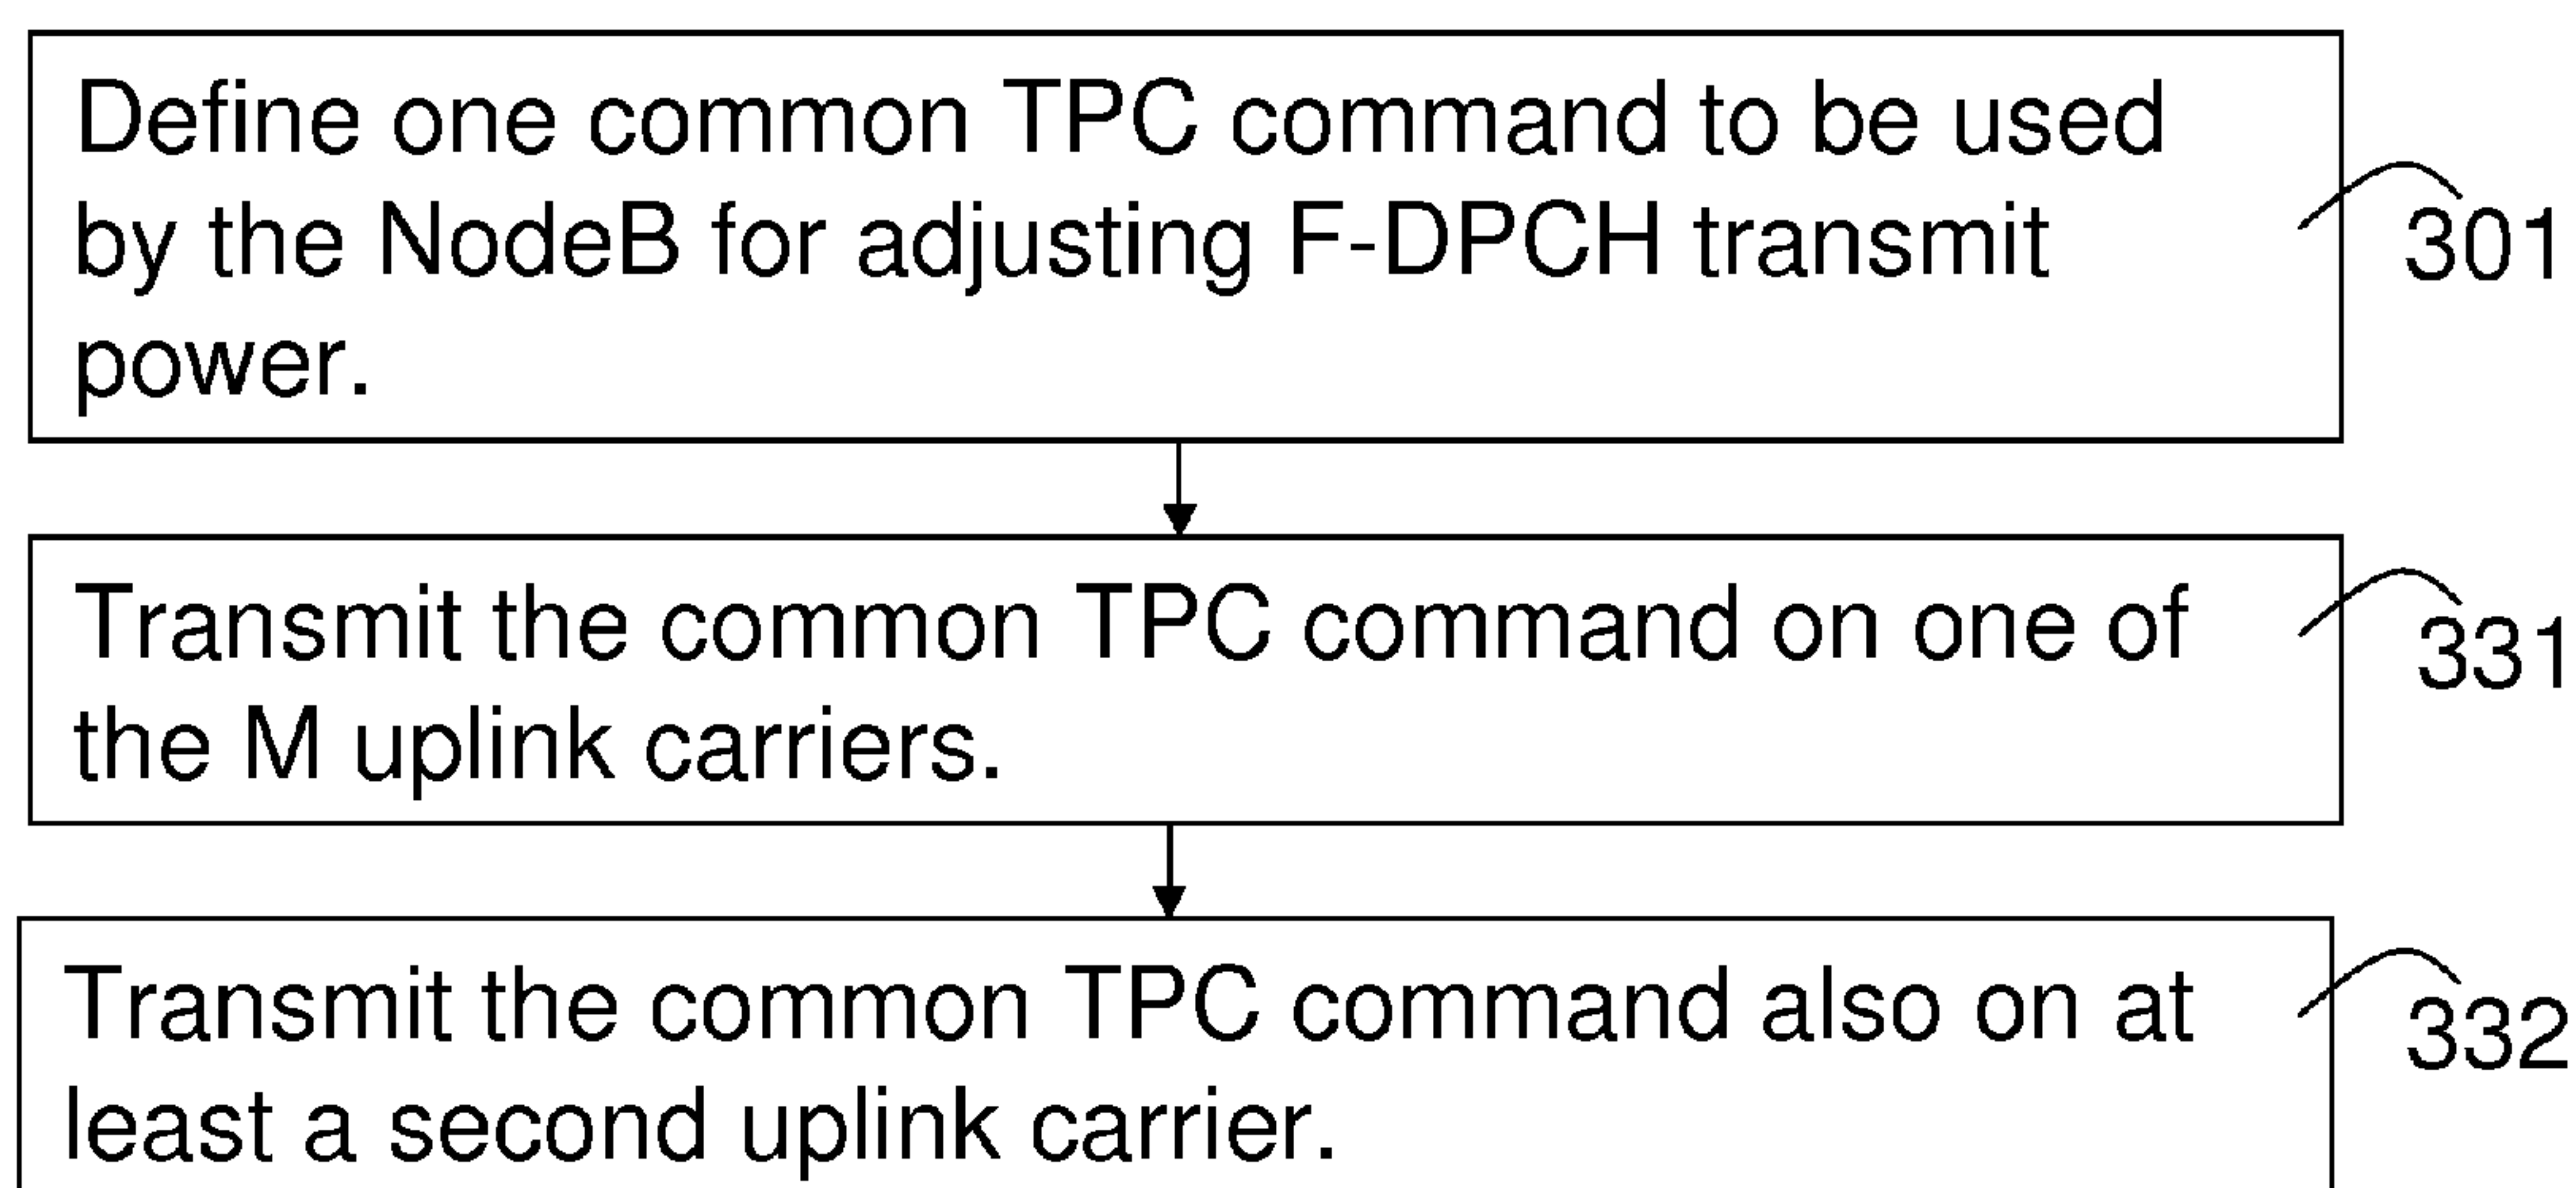 Define one common TPC command to be used
by the NodeB for adjusting F-DPCH transmit
power.
301
Transmit the common TPC command on one of
the M uplink carriers.
331
Transmit the common TPC command also on at
least a second uplink carrier.
332